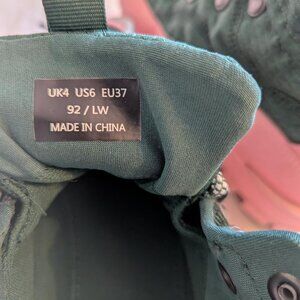 UK4 US6 EU37
92 / LW
MADE IN CHINA